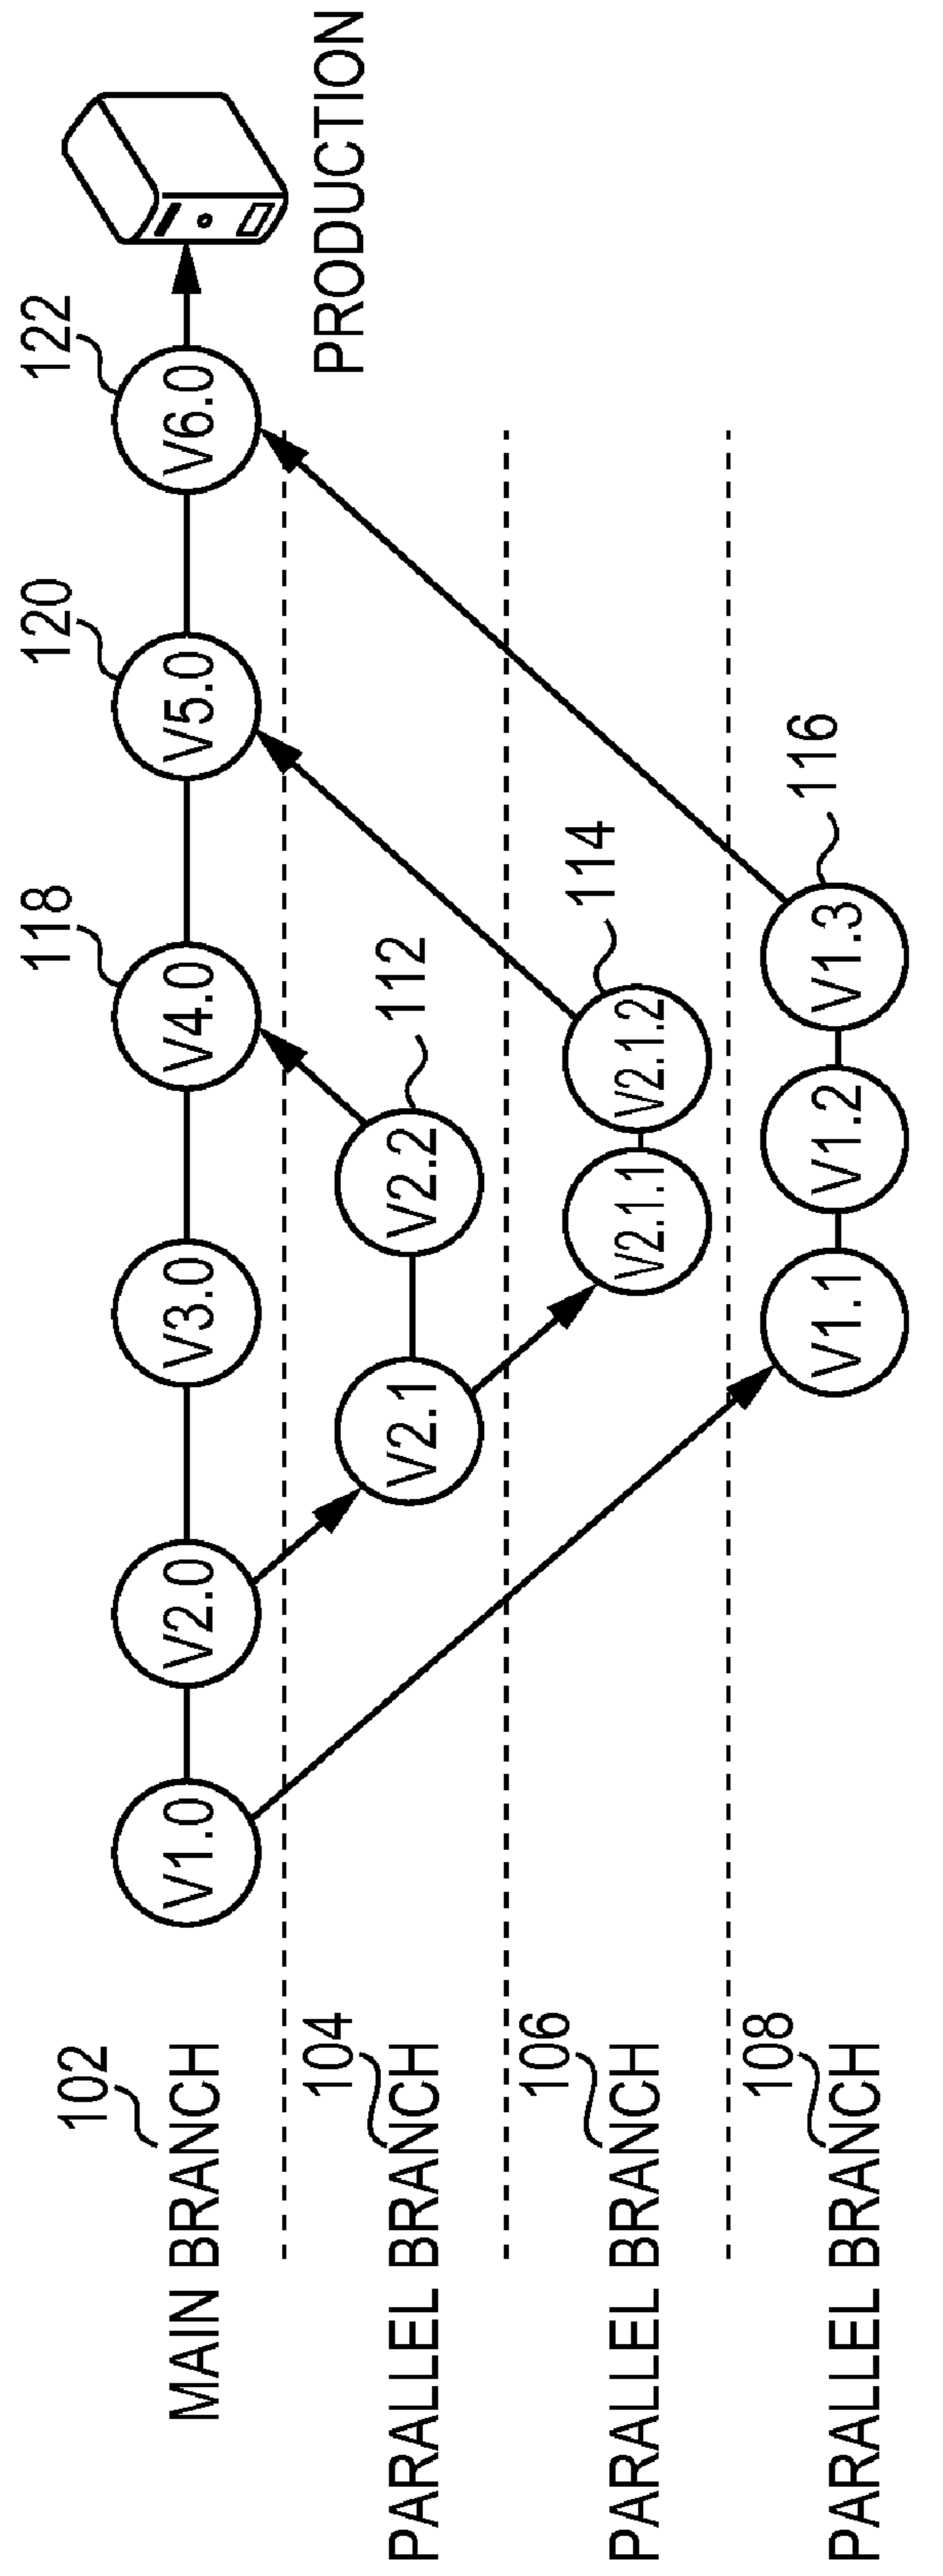 102
MAIN BRANCH
V1.0
V2.0
V3.0
118
V4.0
120
V5.0
122
V6.0
PRODUCTION
104
PARALLEL BRANCH
V2.1
V2.2
112
106
PARALLEL BRANCH
V2.1.1
V2.1.2
114
108
PARALLEL BRANCH
V1.1
V1.2
V1.3
116